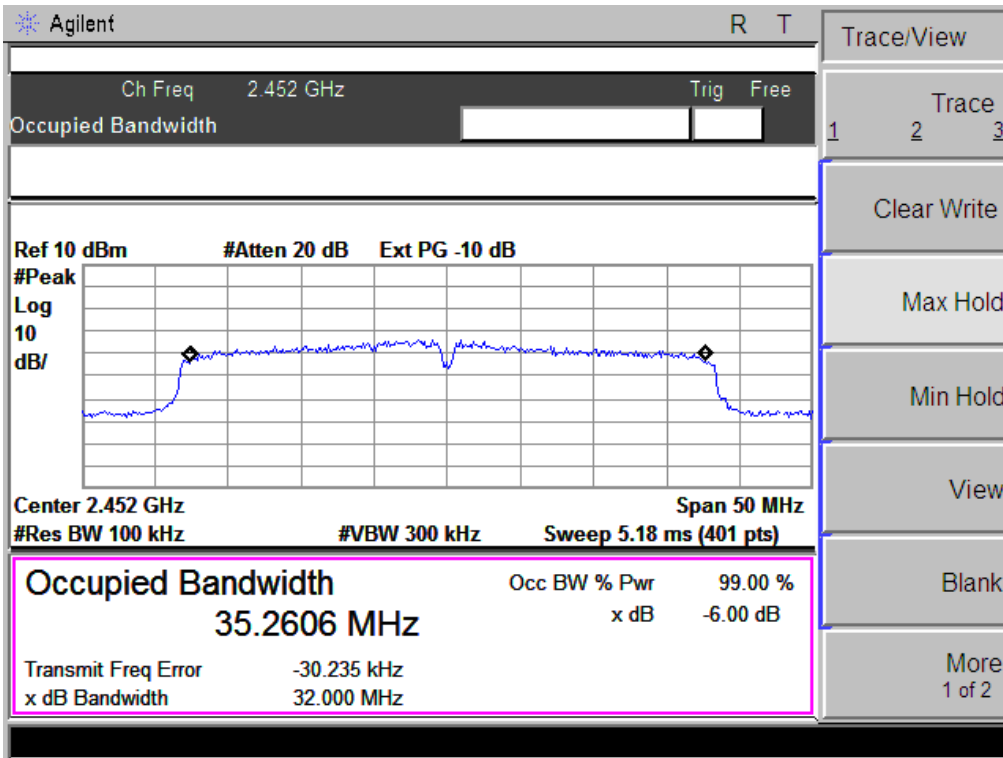 Agilent R T
Ch Freq 2.452 GHz Trig Free
Occupied Bandwidth
Ref 10 dBm #Atten 20 dB Ext PG -10 dB
#Peak
Log
10
dB/
Center 2.452 GHz Span 50 MHz
#Res BW 100 kHz #VBW 300 kHz Sweep 5.18 ms (401 pts)
Occupied Bandwidth Occ BW % Pwr 99.00 %
35.2606 MHz x dB -6.00 dB
Transmit Freq Error -30.235 kHz
x dB Bandwidth 32.000 MHz
Trace/View
Trace
1 2 3
Clear Write
Max Hold
Min Hold
View
Blank
More
1 of 2